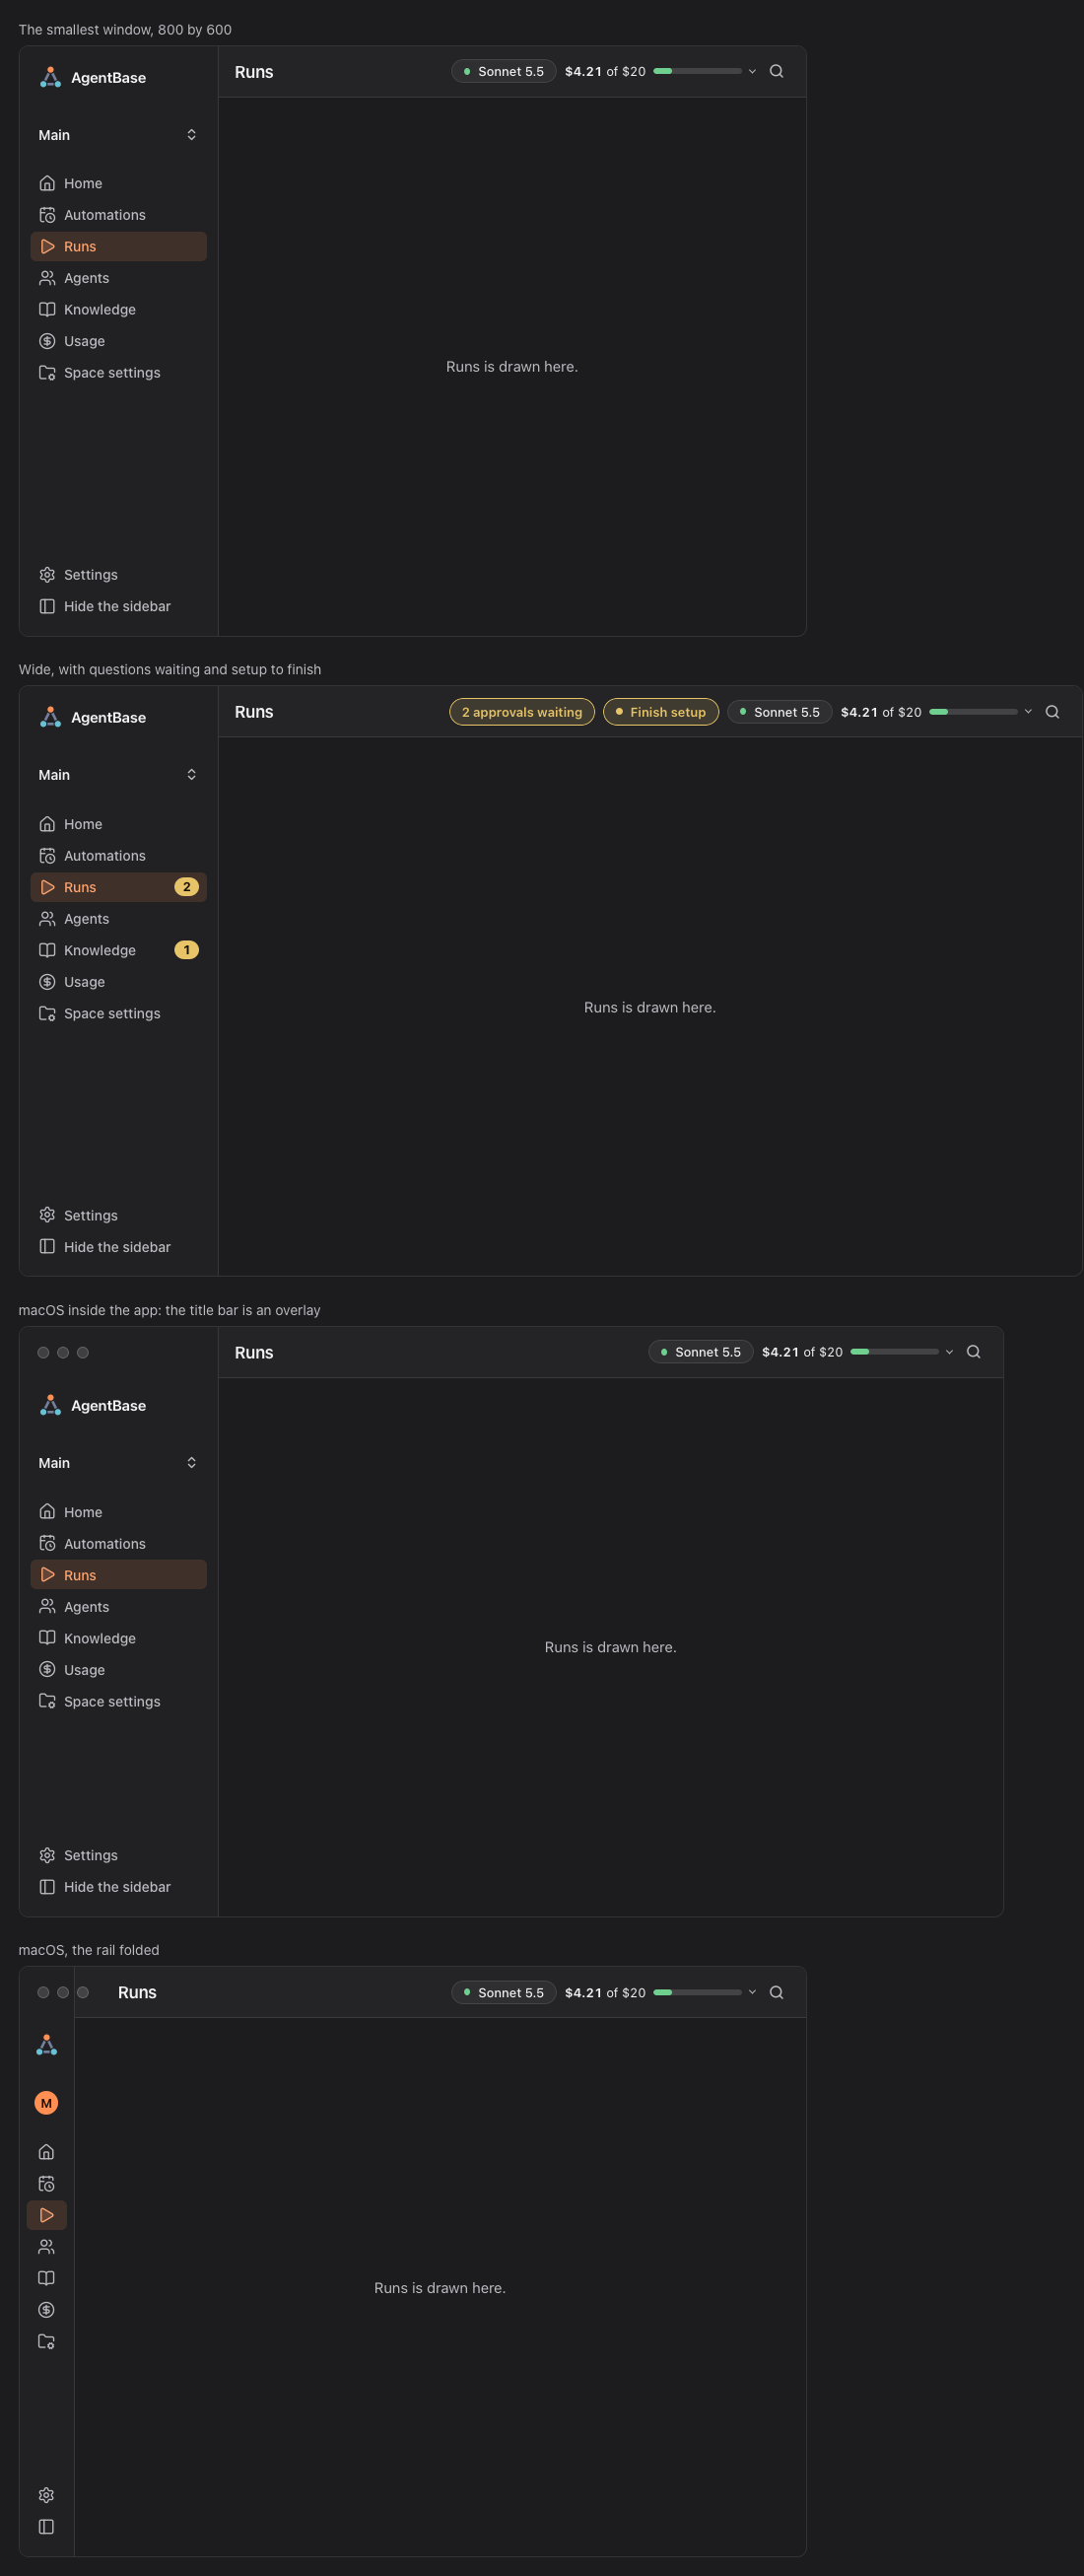 The smallest window, 800 by 600
AgentBase
Runs
Sonnet 5.5
$4.21 of $20
Main
Home
Automations
Runs
Agents
Knowledge
Usage
Space settings
Runs is drawn here.
Settings
Hide the sidebar
Wide, with questions waiting and setup to finish
AgentBase
Runs
2 approvals waiting
Finish setup
Sonnet 5.5
$4.21 of $20
Main
Home
Automations
Runs 2
Agents
Knowledge 1
Usage
Space settings
Runs is drawn here.
Settings
Hide the sidebar
macOS inside the app: the title bar is an overlay
Runs
Sonnet 5.5
$4.21 of $20
AgentBase
Main
Home
Automations
Runs
Agents
Knowledge
Usage
Space settings
Runs is drawn here.
Settings
Hide the sidebar
macOS, the rail folded
Runs
Sonnet 5.5
$4.21 of $20
M
Runs is drawn here.